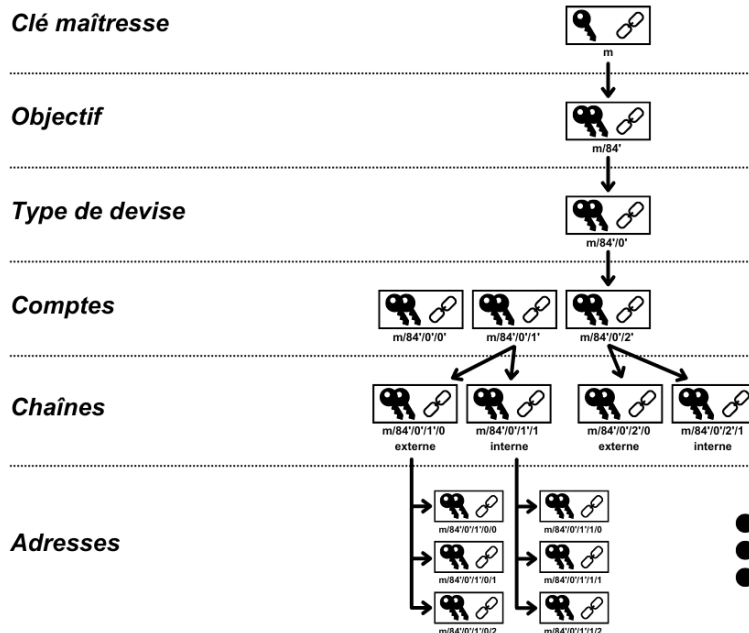 Clé maîtresse
m
Objectif
m/84'
Type de devise
m/84'/0'
Comptes
m/84'/0'/0' m/84'/0'/1' m/84'/0'/2'
Chaînes
m/84'/0'/1'/0 m/84'/0'/1'/1 m/84'/0'/2'/0 m/84'/0'/2'/1
externe interne externe interne
m/84'/0'/1'/0/0 m/84'/0'/1'/1/0
Adresses
m/84'/0'/1'/0/1 m/84'/0'/1'/1/1
m/84'/0'/1'/0/2 m/84'/0'/1'/1/2